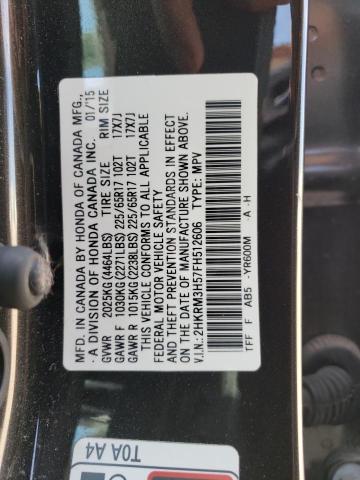 MFD. IN CANADA BY HONDA OF CANADA MFG.,
- A DIVISION OF HONDA CANADA INC. 01/15
GVWR 2025KG(4464LBS) TIRE SIZE RIM SIZE
GAWR F 1030KG(2271LBS) 225/65R17 102T 17X7J
GAWR R 1015KG(2238LBS) 225/65R17 102T 17X7J
THIS VEHICLE CONFORMS TO ALL APPLICABLE
FEDERAL MOTOR VEHICLE SAFETY
AND THEFT PREVENTION STANDARDS IN EFFECT
ON THE DATE OF MANUFACTURE SHOWN ABOVE.
V.I.N.: 2HKRM3H57FH512606 TYPE: MPV
TFF F AB5 -YR600M A -H
T0A A4